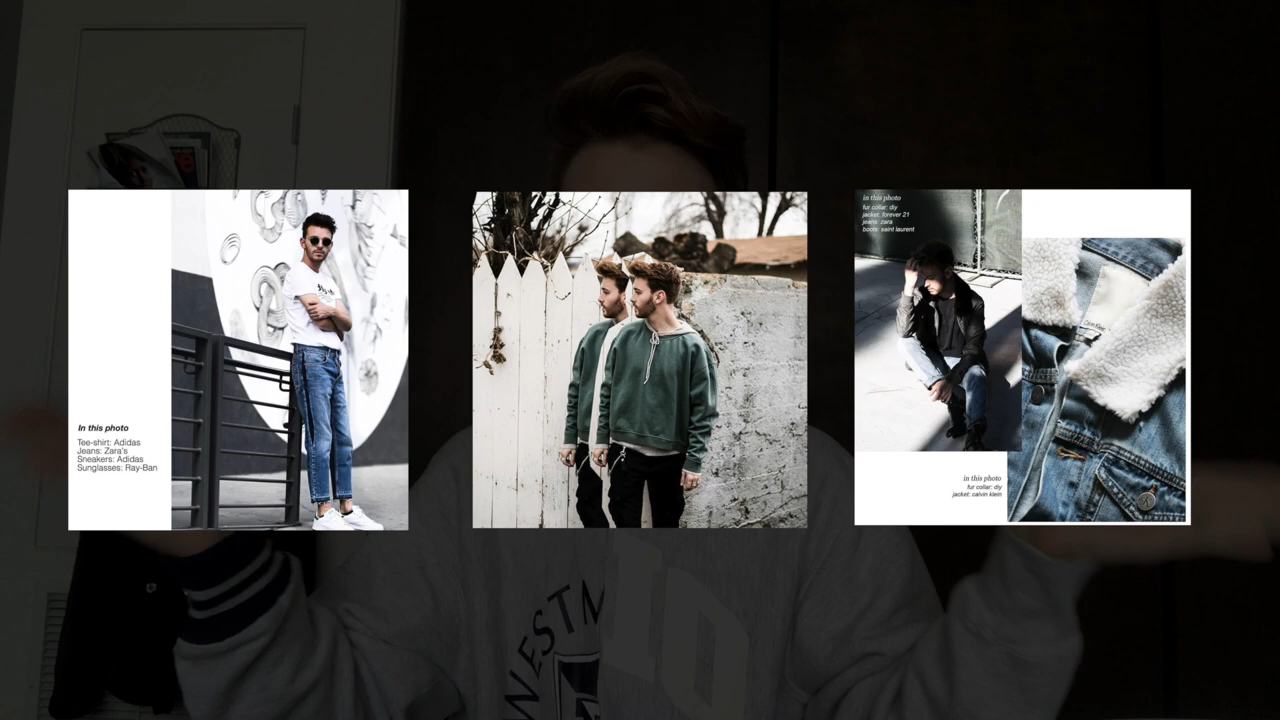 In this photo
Tee-shirt: Adidas
Jeans: Zara's
Sneakers: Adidas
Sunglasses: Ray-Ban
in this photo
fur collar: diy
jacket: forever 21
jeans: zara
boots: saint laurent
in this photo
fur collar: diy
jacket: calvin klein
WESTM